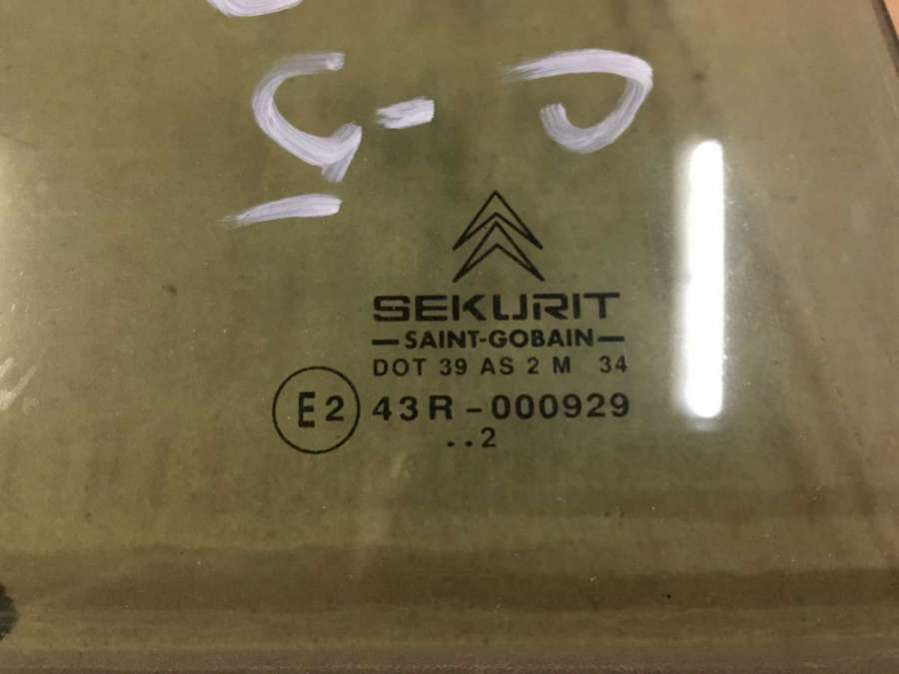 SEKURIT
—SAINT-GOBAIN—
DOT 39 AS 2 M 34
E2 43R-000929
..2